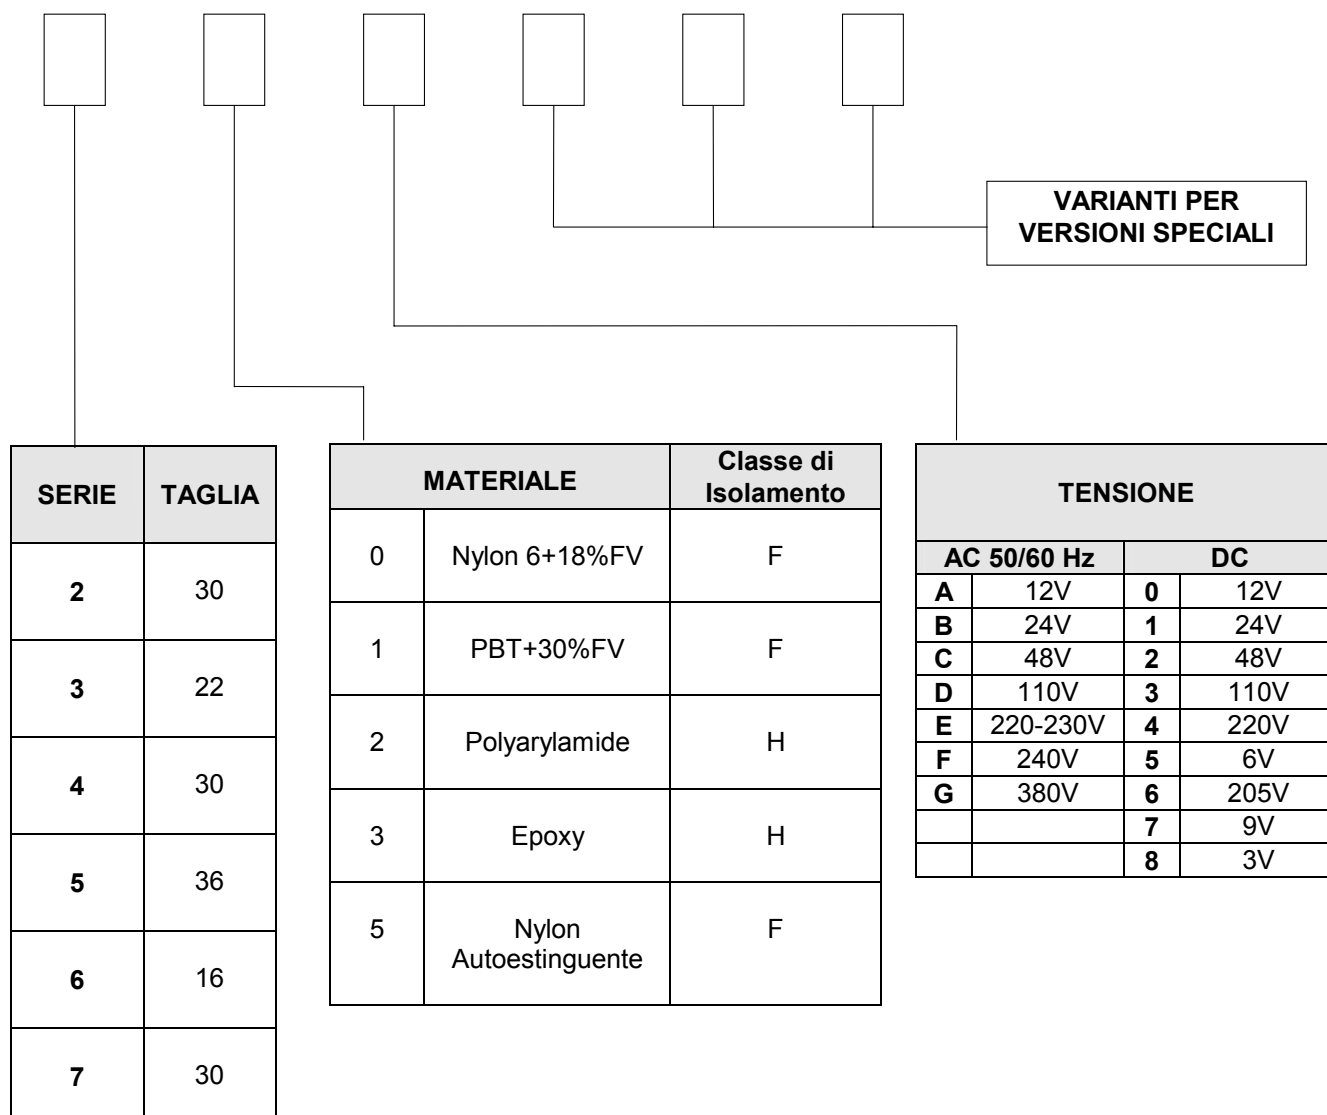 VARIANTI PER
VERSIONI SPECIALI
SERIE TAGLIA
2 30
3 22
4 30
5 36
6 16
7 30
MATERIALE Classe di
Isolamento
0 Nylon 6+18%FV F
1 PBT+30%FV F
2 Polyarylamide H
3 Epoxy H
5 Nylon F
Autoestinguente
TENSIONE
AC 50/60 Hz DC
A 12V 0 12V
B 24V 1 24V
C 48V 2 48V
D 110V 3 110V
E 220-230V 4 220V
F 240V 5 6V
G 380V 6 205V
7 9V
8 3V